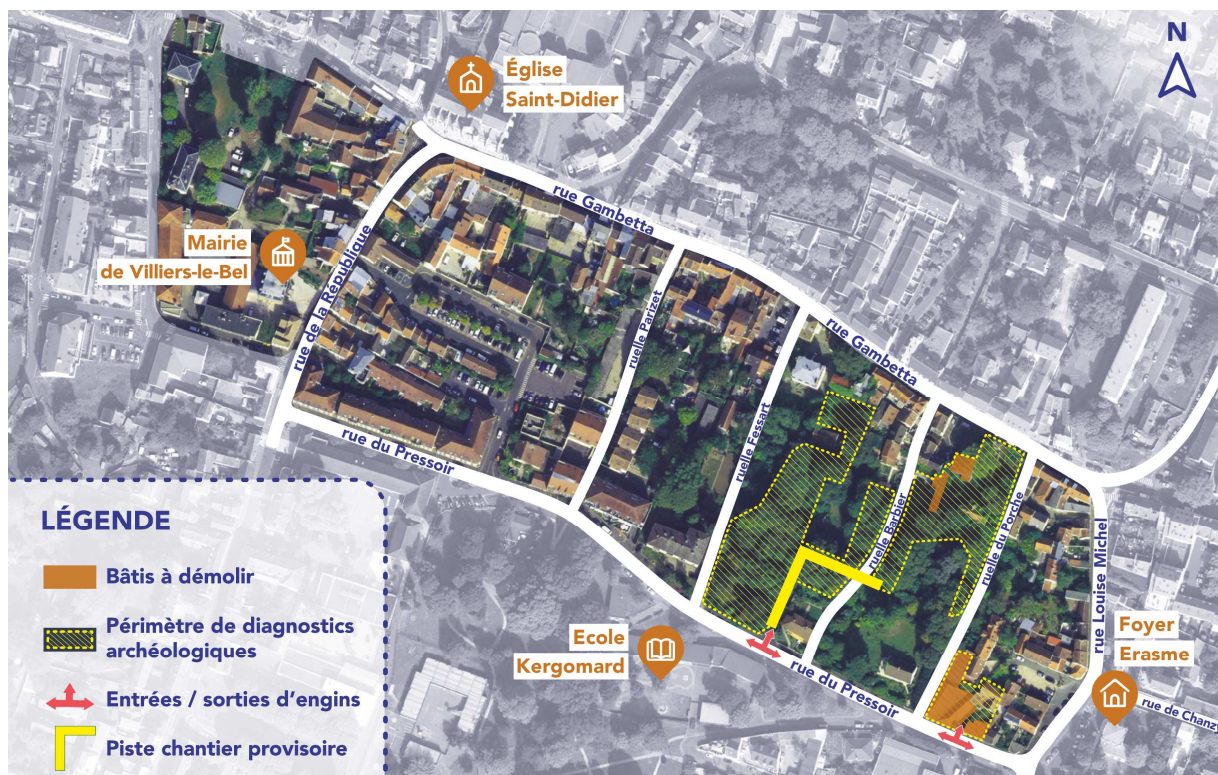 N
Église
Saint-Didier
rue Gambetta
Mairie
de Villiers-le-Bel
rue de la République
ruelle Parizet
rue Gambetta
ruelle Fessart
rue du Pressoir
ruelle Barbier
ruelle du Porche
rue Louise Michel
LÉGENDE
Bâtis à démolir
Périmètre de diagnostics
archéologiques
Entrées / sorties d'engins
Piste chantier provisoire
Ecole
Kergomard
rue du Pressoir
Foyer
Erasme
rue de Chanzy